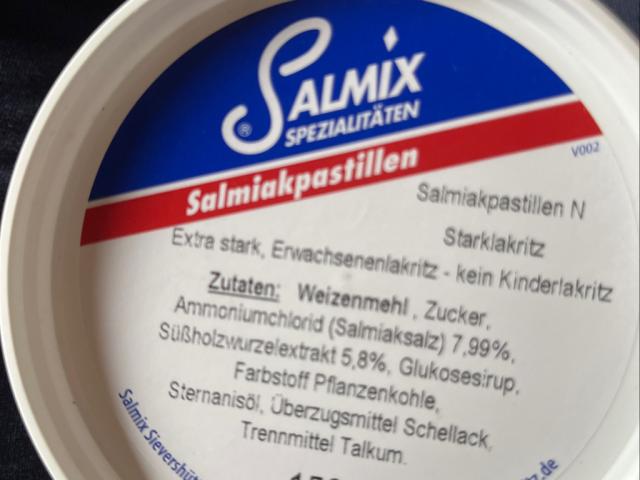 SALMIX
® SPEZIALITÄTEN
Salmiakpastillen
V002
Salmiakpastillen N
Starklakritz
Extra stark, Erwachsenenlakritz - kein Kinderlakritz
Zutaten: Weizenmehl , Zucker,
Ammoniumchlorid (Salmiaksalz) 7,99%,
Süßholzwurzelextrakt 5,8%, Glukosesirup,
Farbstoff Pflanzenkohle,
Sternanisöl, Überzugsmittel Schellack,
Trennmittel Talkum.
Salmix